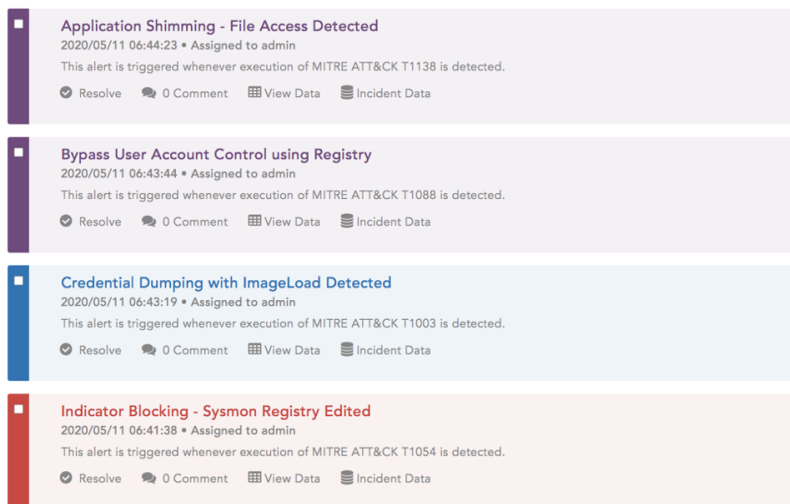 Application Shimming - File Access Detected
2020/05/11 06:44:23 • Assigned to admin
This alert is triggered whenever execution of MITRE ATT&CK T1138 is detected.
Resolve 0 Comment View Data Incident Data
Bypass User Account Control using Registry
2020/05/11 06:43:44 • Assigned to admin
This alert is triggered whenever execution of MITRE ATT&CK T1088 is detected.
Resolve 0 Comment View Data Incident Data
Credential Dumping with ImageLoad Detected
2020/05/11 06:43:19 • Assigned to admin
This alert is triggered whenever execution of MITRE ATT&CK T1003 is detected.
Resolve 0 Comment View Data Incident Data
Indicator Blocking - Sysmon Registry Edited
2020/05/11 06:41:38 • Assigned to admin
This alert is triggered whenever execution of MITRE ATT&CK T1054 is detected.
Resolve 0 Comment View Data Incident Data